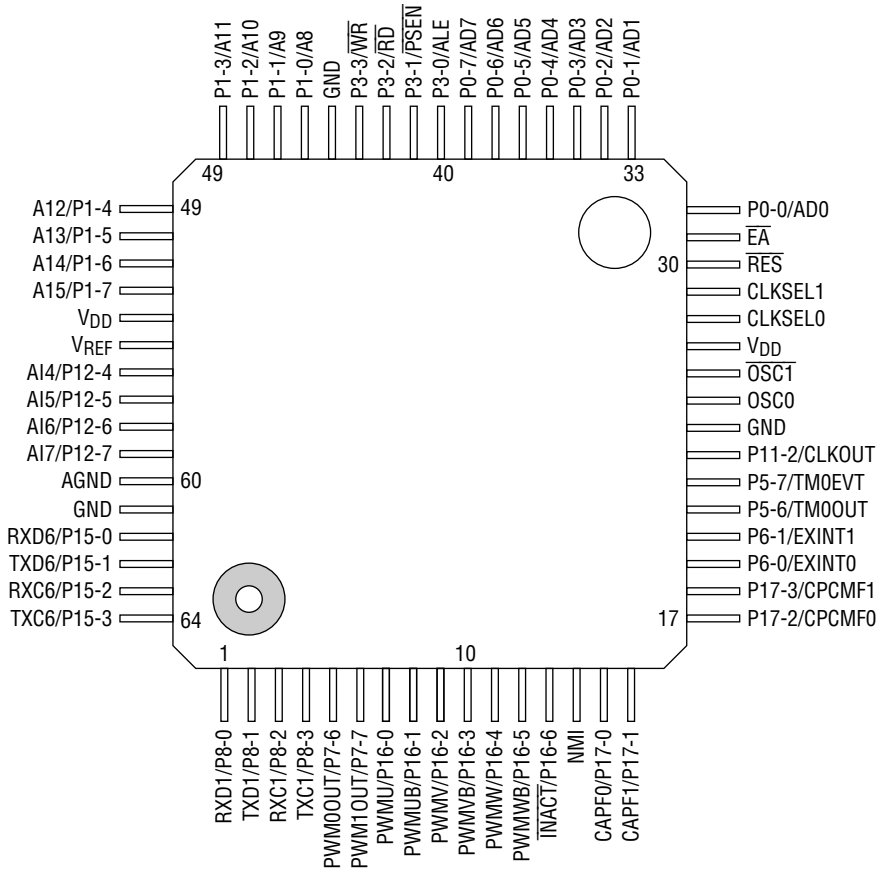 P1-3/A11
P1-2/A10
P1-1/A9
P1-0/A8
GND
P3-3/W̅R̅
P3-2/R̅D̅
P3-1/P̅S̅E̅N̅
P3-0/ALE
P0-7/AD7
P0-6/AD6
P0-5/AD5
P0-4/AD4
P0-3/AD3
P0-2/AD2
P0-1/AD1
49
40
33
A12/P1-4
A13/P1-5
A14/P1-6
A15/P1-7
VDD
VREF
AI4/P12-4
AI5/P12-5
AI6/P12-6
AI7/P12-7
AGND
GND
RXD6/P15-0
TXD6/P15-1
RXC6/P15-2
TXC6/P15-3
49
60
64
30
17
P0-0/AD0
E̅A̅
R̅E̅S̅
CLKSEL1
CLKSEL0
VDD
O̅S̅C̅1̅
OSC0
GND
P11-2/CLKOUT
P5-7/TM0EVT
P5-6/TM0OUT
P6-1/EXINT1
P6-0/EXINT0
P17-3/CPCMF1
P17-2/CPCMF0
1
10
RXD1/P8-0
TXD1/P8-1
RXC1/P8-2
TXC1/P8-3
PWM0OUT/P7-6
PWM1OUT/P7-7
PWMU/P16-0
PWMUB/P16-1
PWMV/P16-2
PWMVB/P16-3
PWMW/P16-4
PWMWB/P16-5
I̅N̅A̅C̅T̅/P16-6
NMI
CAPF0/P17-0
CAPF1/P17-1